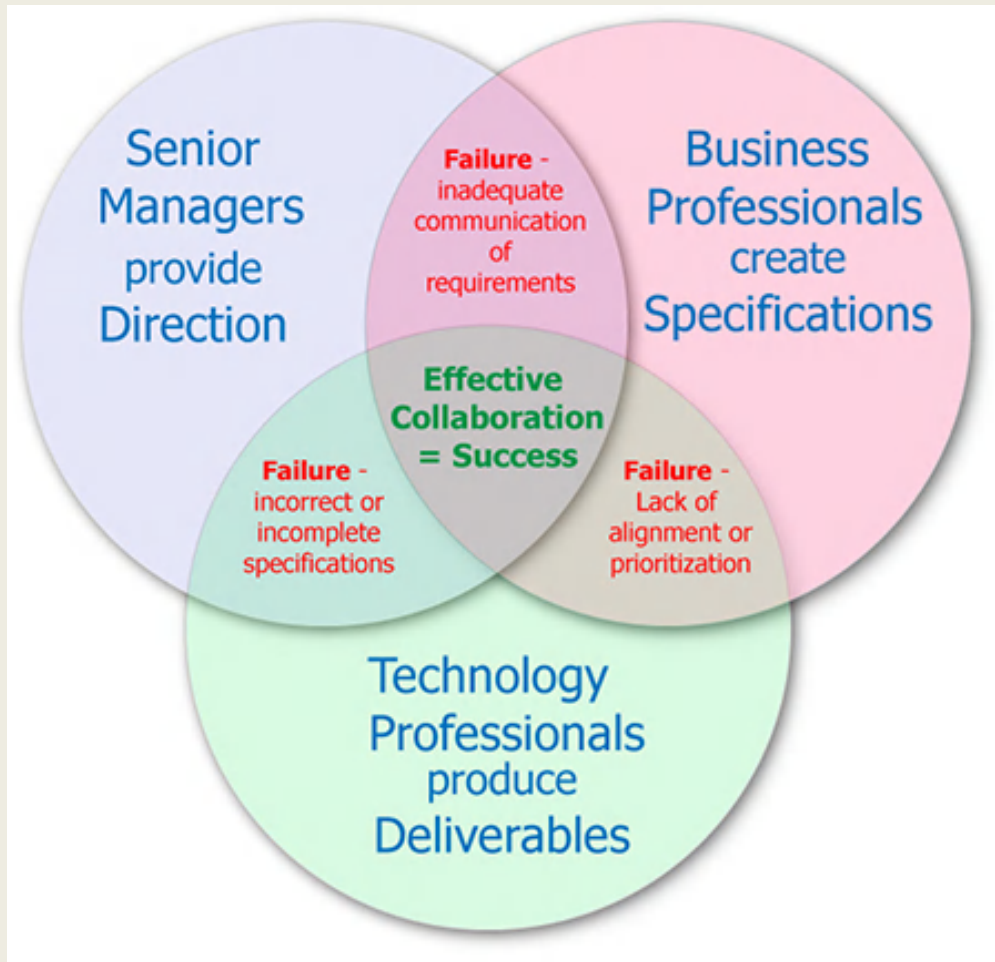 Senior
Managers
provide
Direction
Failure -
inadequate
communication
of
requirements
Business
Professionals
create
Specifications
Effective
Collaboration
= Success
Failure -
incorrect or
incomplete
specifications
Failure -
Lack of
alignment or
prioritization
Technology
Professionals
produce
Deliverables